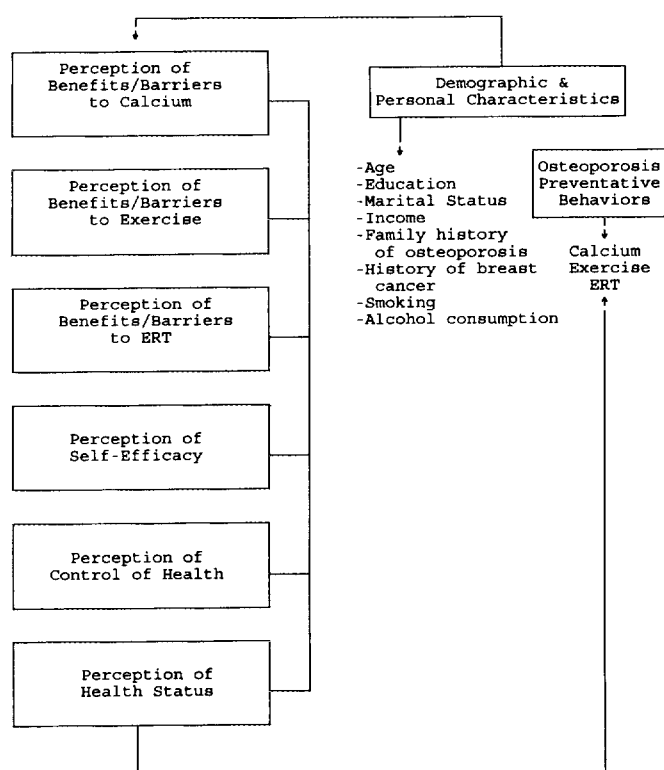 Perception of
Benefits/Barriers
to Calcium
Perception of
Benefits/Barriers
to Exercise
Perception of
Benefits/Barriers
to ERT
Perception of
Self-Efficacy
Perception of
Control of Health
Perception of
Health Status
Demographic &
Personal Characteristics
-Age
-Education
-Marital Status
-Income
-Family history
of osteoporosis
-History of breast
cancer
-Smoking
-Alcohol consumption
Osteoporosis
Preventative
Behaviors
Calcium
Exercise
ERT